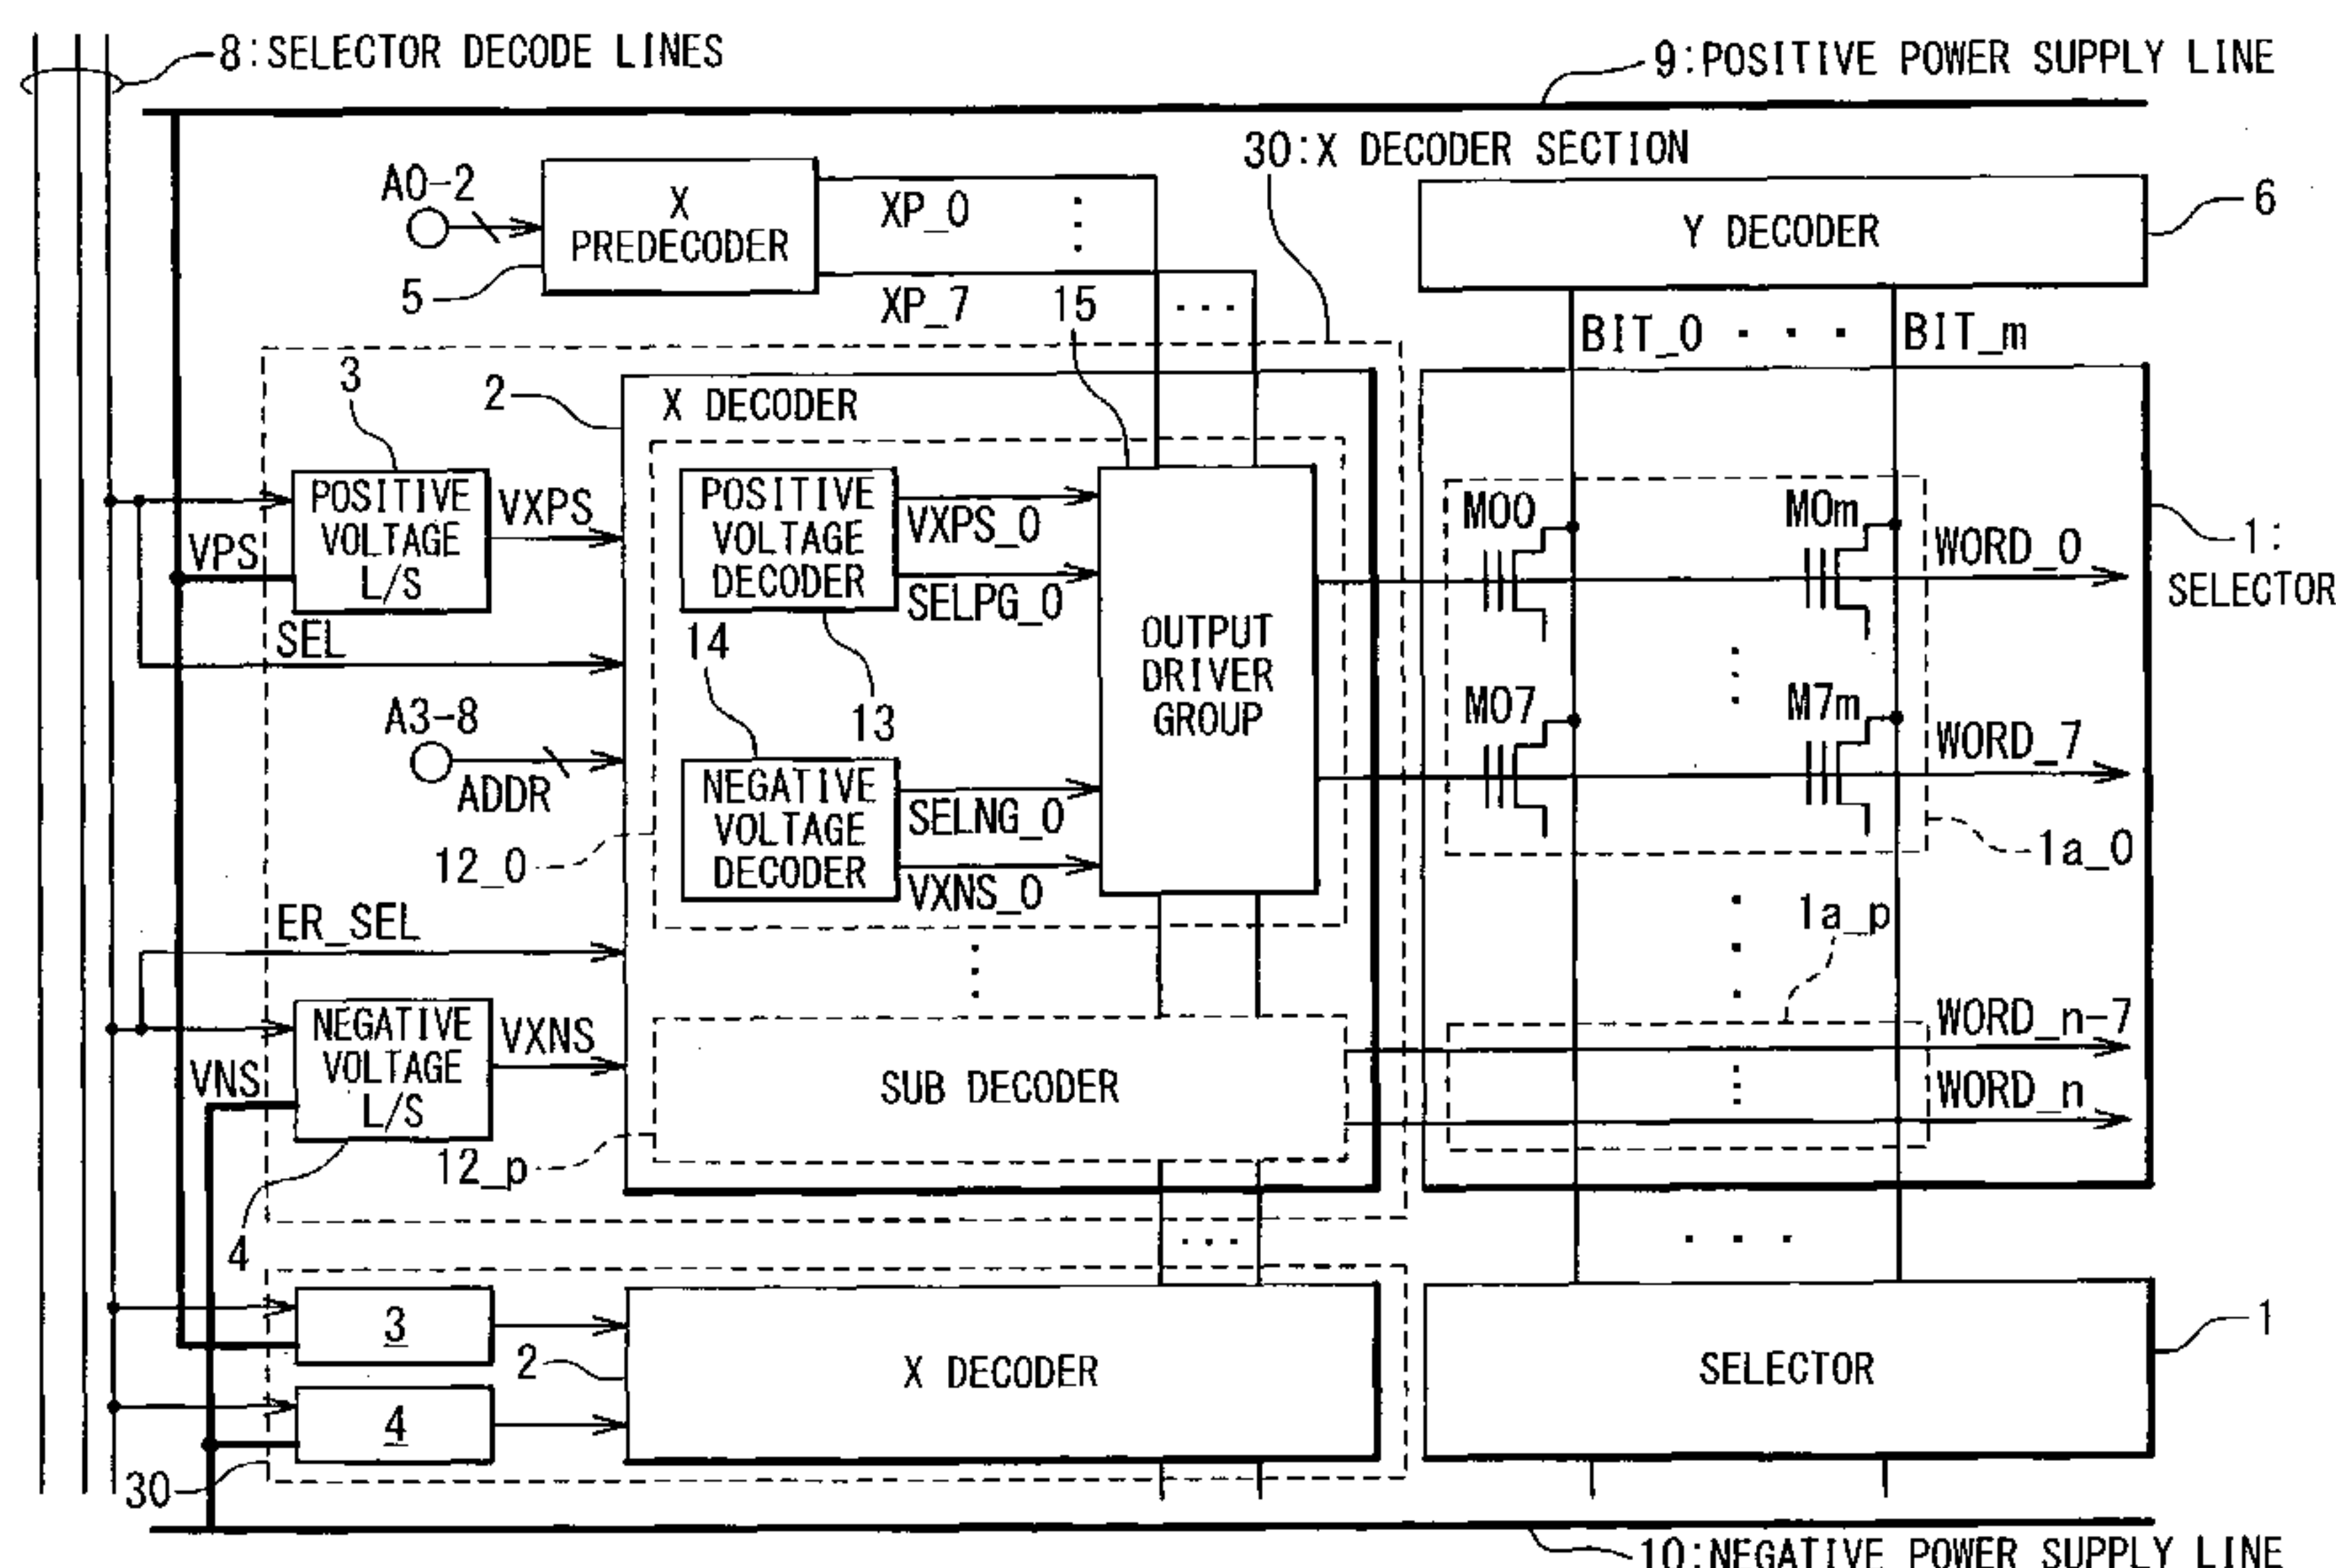 8:SELECTOR DECODE LINES
9:POSITIVE POWER SUPPLY LINE
30:X DECODER SECTION
A0-2
X
PREDECODER
5
XP_0
XP_7
15
Y DECODER
6
BIT_0 · · · BIT_m
3
2
X DECODER
POSITIVE
VOLTAGE
L/S
VPS
VXPS
SEL
POSITIVE
VOLTAGE
DECODER
VXPS_0
SELPG_0
13
14
OUTPUT
DRIVER
GROUP
A3-8
ADDR
NEGATIVE
VOLTAGE
DECODER
SELNG_0
VXNS_0
12_0
M00
M0m
WORD_0
1:
SELECTOR
M07
M7m
WORD_7
1a_0
1a_p
ER_SEL
NEGATIVE
VOLTAGE
L/S
VNS
VXNS
SUB DECODER
12_p
4
WORD_n-7
WORD_n
3
4
2
X DECODER
SELECTOR
1
30
10:NEGATIVE POWER SUPPLY LINE